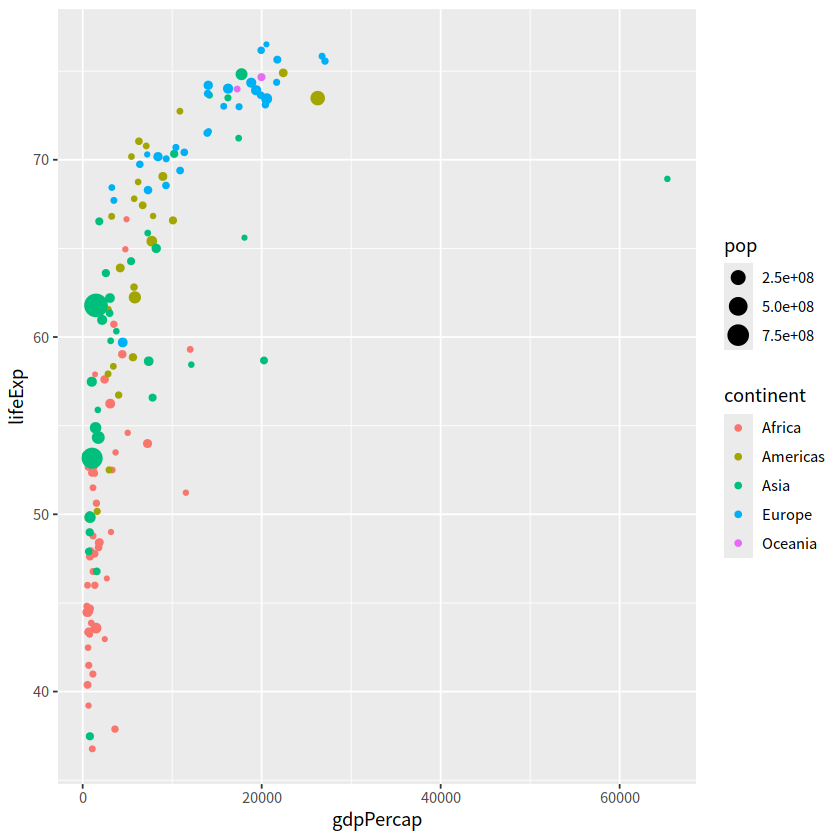 70
60
50
40
lifeExp
0 20000 40000 60000
gdpPercap
pop
2.5e+08
5.0e+08
7.5e+08
continent
Africa
Americas
Asia
Europe
Oceania